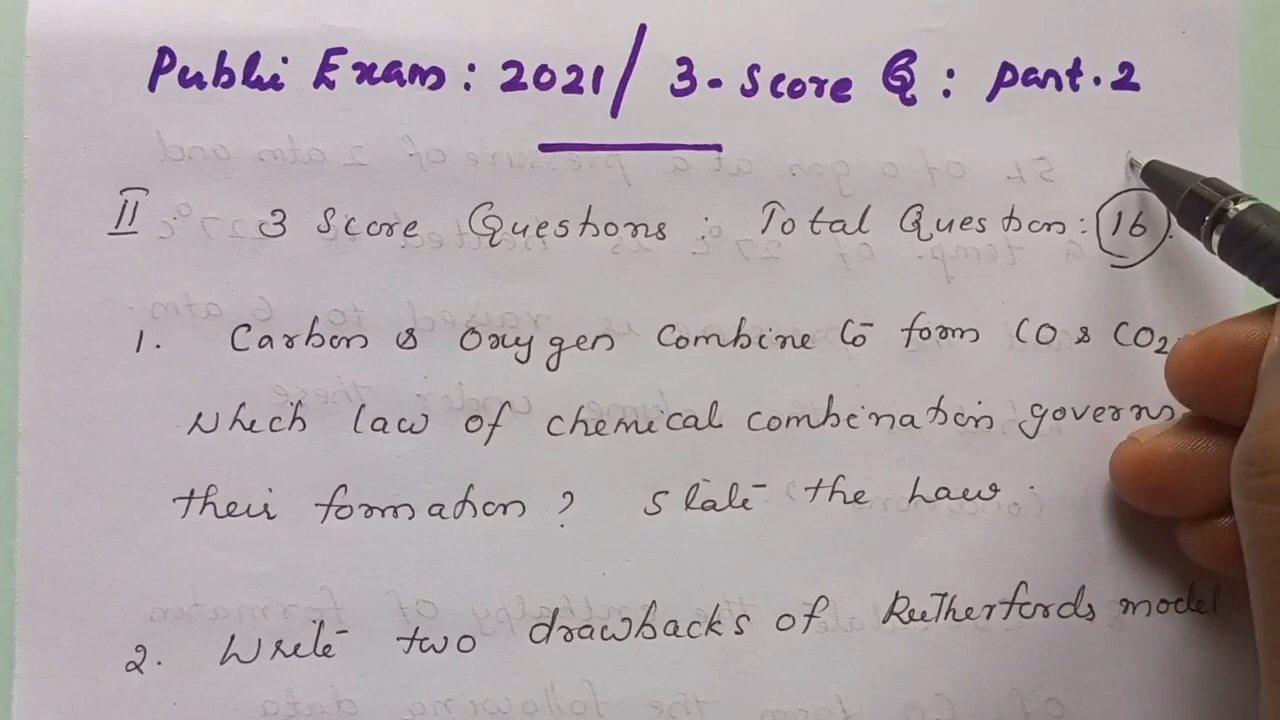 Public Exam: 2021/ 3-Score Q: part.2
II 3 Score Questions: Total Question: 16.
1. Carbon & Oxygen Combine to form CO & CO2.
which law of chemical combination governs
their formation? State the Law.
2. Write two drawbacks of Rutherfords model